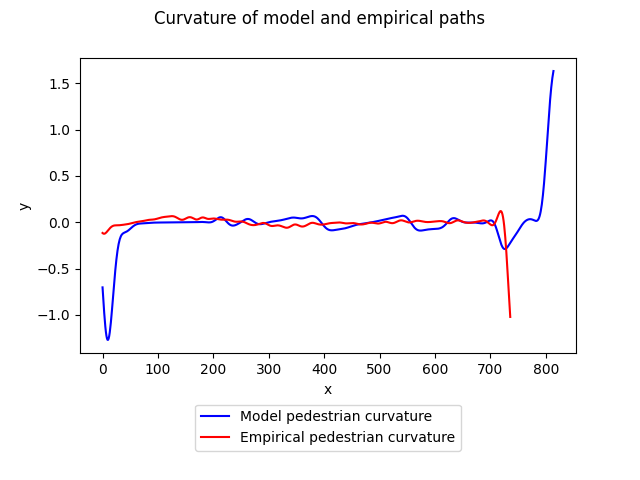 Curvature of model and empirical paths
1.5
1.0
0.5
0.0
−0.5
−1.0
y
0 100 200 300 400 500 600 700 800
x
Model pedestrian curvature
Empirical pedestrian curvature